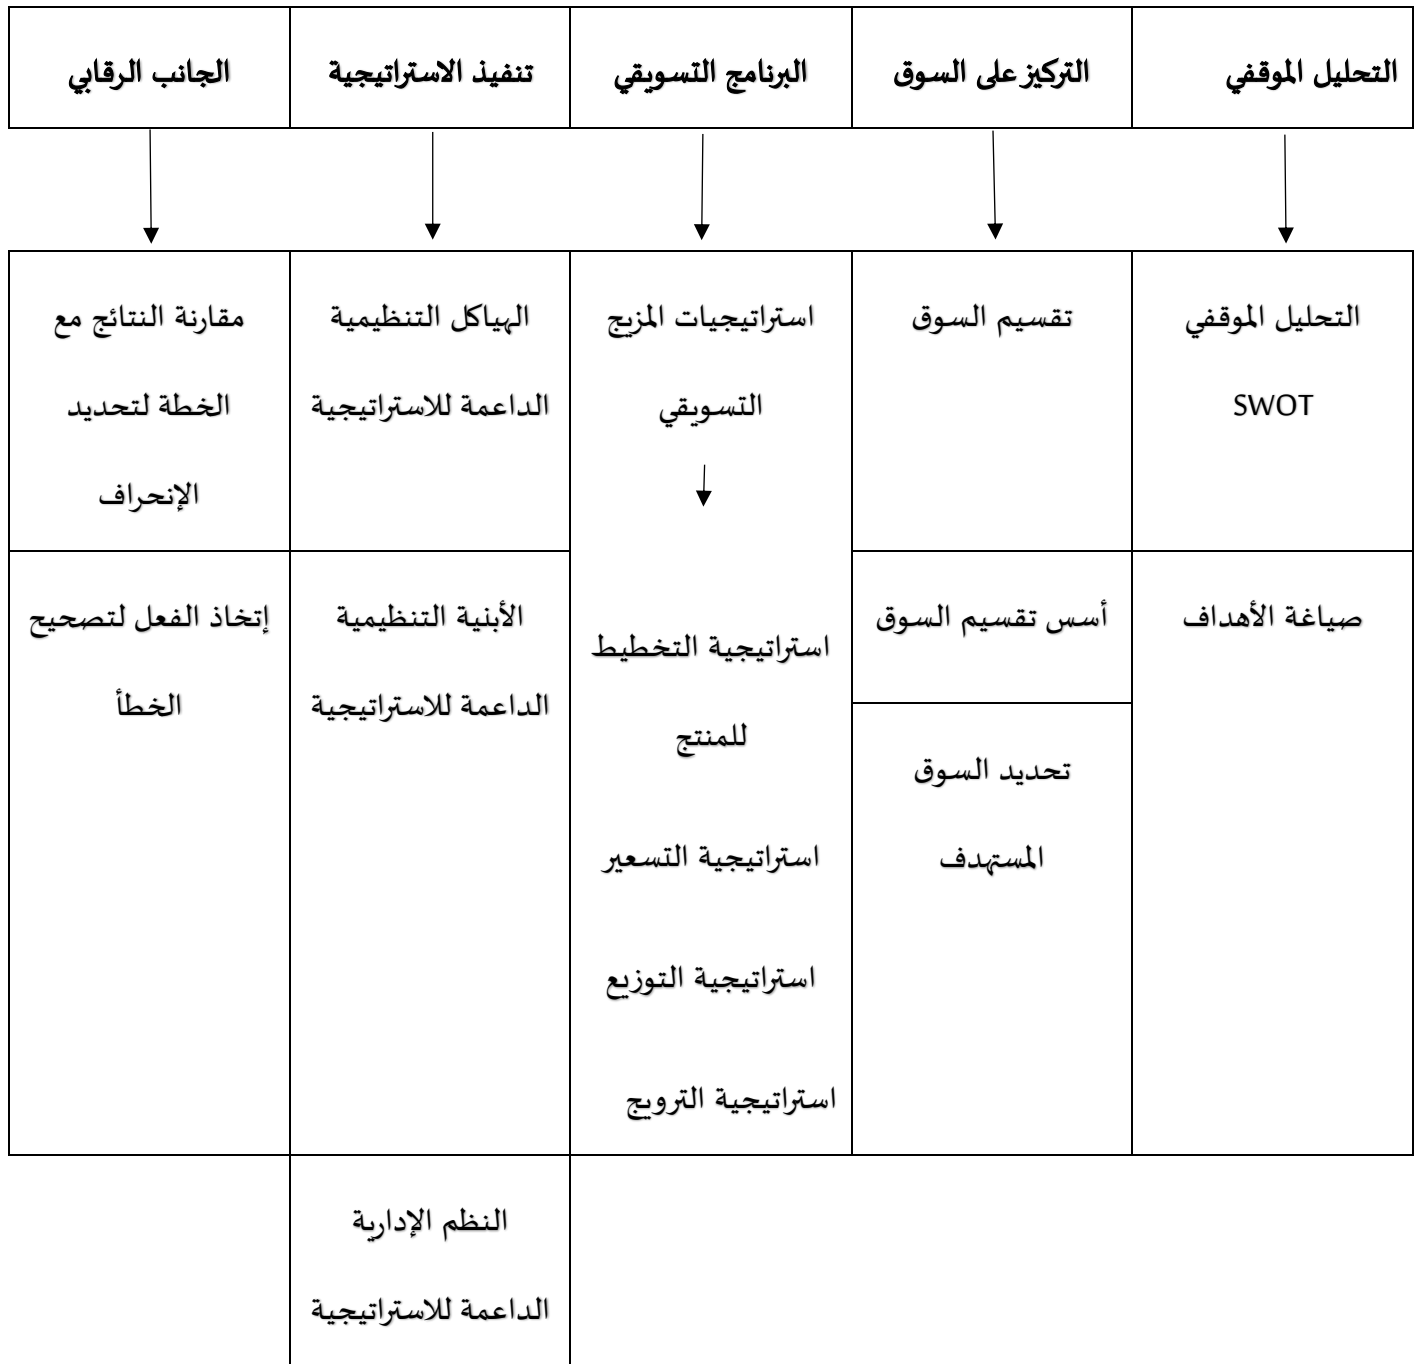 التحليل الموقفي
التركيز على السوق
البرنامج التسويقي
تنفيذ الاستراتيجية
الجانب الرقابي
التحليل الموقفي
SWOT
تقسيم السوق
استراتيجيات المزيج
التسويقي
الهياكل التنظيمية
الداعمة للاستراتيجية
مقارنة النتائج مع
الخطة لتحديد
الإنحراف
صياغة الأهداف
أسس تقسيم السوق
تحديد السوق
المستهدف
استراتيجية التخطيط
للمنتج
استراتيجية التسعير
استراتيجية التوزيع
استراتيجية الترويج
الأبنية التنظيمية
الداعمة للاستراتيجية
إتخاذ الفعل لتصحيح
الخطأ
النظم الإدارية
الداعمة للاستراتيجية